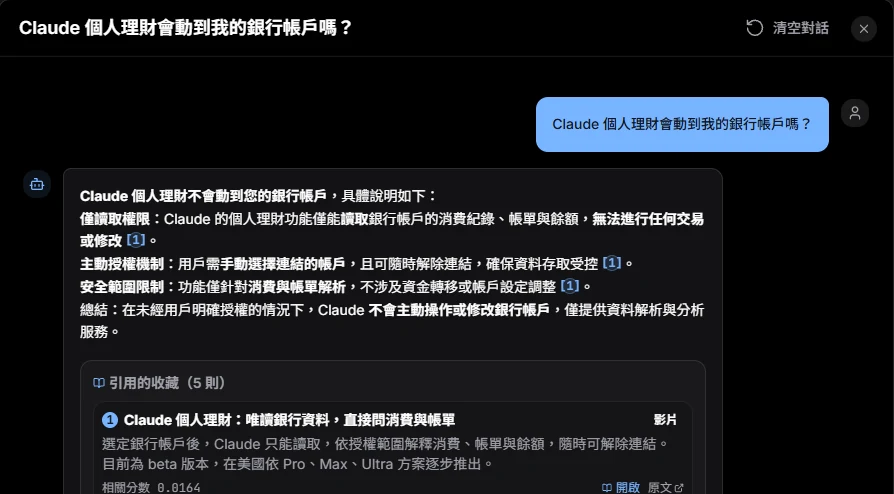 Claude 個人理財會動到我的銀行帳戶嗎？
清空對話
Claude 個人理財會動到我的銀行帳戶嗎？
Claude 個人理財不會動到您的銀行帳戶，具體說明如下：
僅讀取權限：Claude 的個人理財功能僅能讀取銀行帳戶的消費紀錄、帳單與餘額，無法進行任何交易
或修改 [1]。
主動授權機制：用戶需手動選擇連結的帳戶，且可隨時解除連結，確保資料存取受控 [1]。
安全範圍限制：功能僅針對消費與帳單解析，不涉及資金轉移或帳戶設定調整 [1]。
總結：在未經用戶明確授權的情況下，Claude 不會主動操作或修改銀行帳戶，僅提供資料解析與分析
服務。
引用的收藏（5 則）
1 Claude 個人理財：唯讀銀行資料，直接問消費與帳單 影片
選定銀行帳戶後，Claude 只能讀取，依授權範圍解釋消費、帳單與餘額，隨時可解除連結。
目前為 beta 版本，在美國依 Pro、Max、Ultra 方案逐步推出。
相關分數 0.0164 開啟 原文